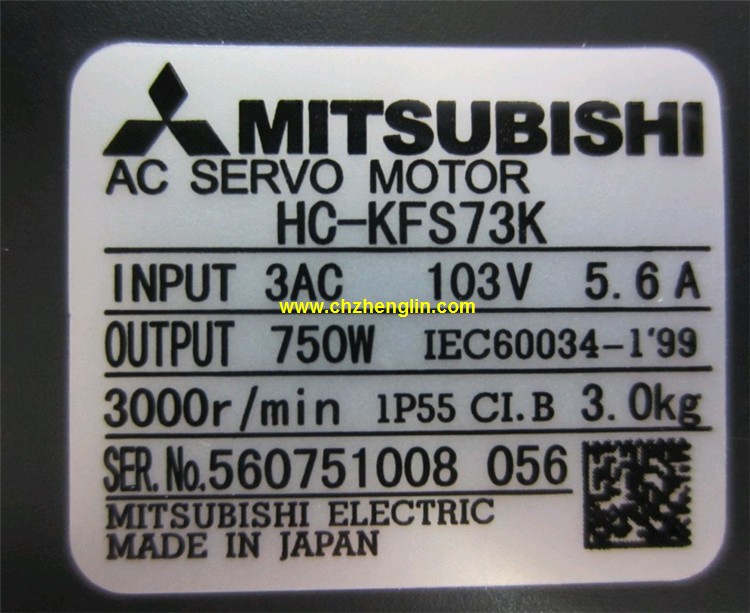 MITSUBISHI
AC SERVO MOTOR
HC-KFS73K
INPUT 3AC 103V 5.6A
www.chzhenglin.com
OUTPUT 750W IEC60034-1'99
3000r/min IP55 CI.B 3.0kg
SER.No.560751008 056
MITSUBISHI ELECTRIC
MADE IN JAPAN